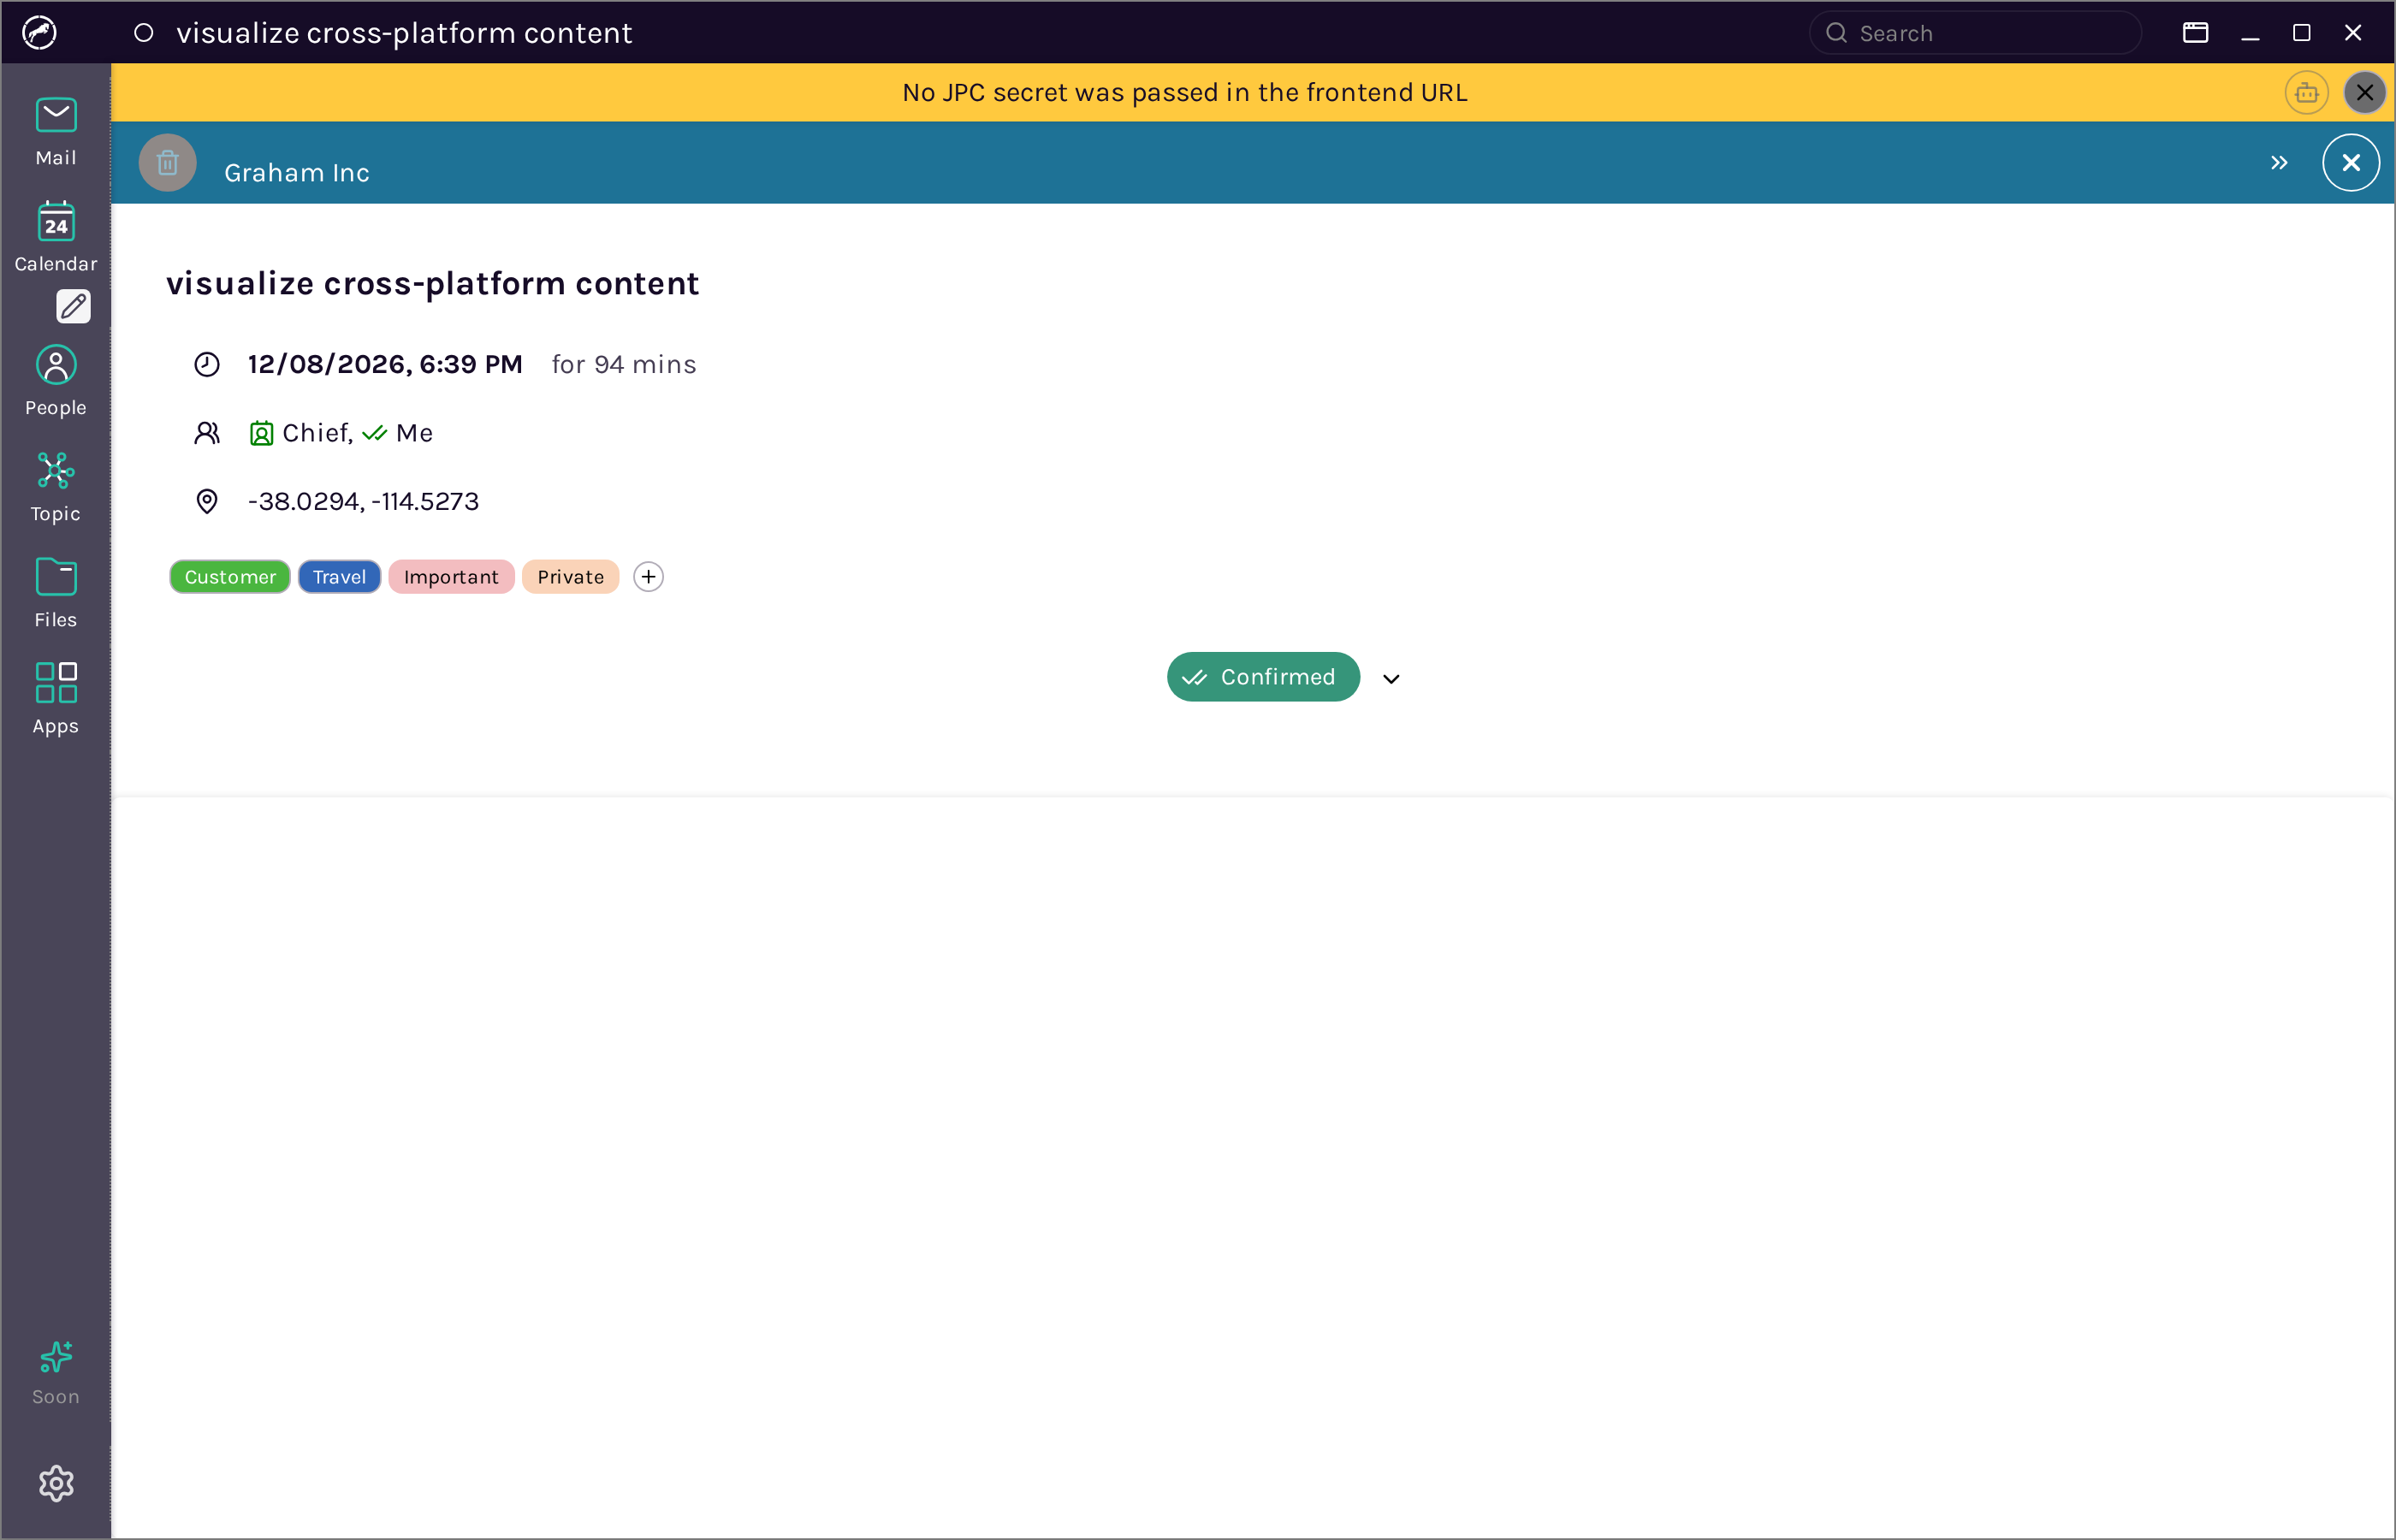 visualize cross-platform content
Search
No JPC secret was passed in the frontend URL
Mail
24
Calendar
People
Topic
Files
Apps
Soon
Graham Inc
visualize cross-platform content
12/08/2026, 6:39 PM for 94 mins
Chief, Me
-38.0294, -114.5273
Customer Travel Important Private
Confirmed